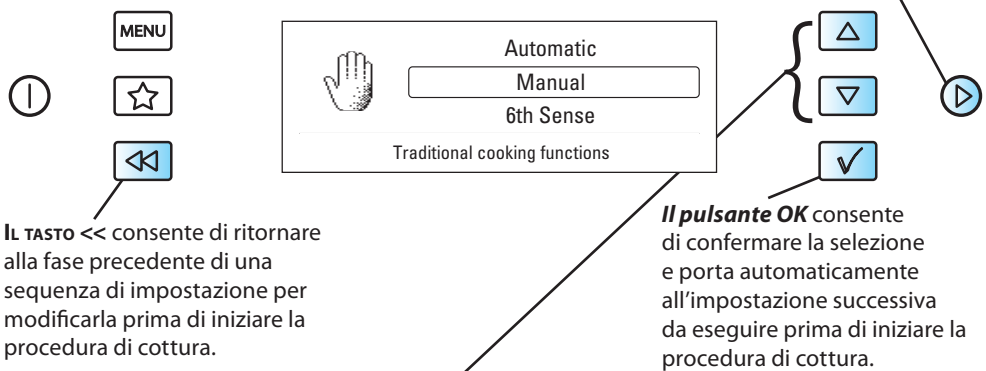 MENU
Automatic
Manual
6th Sense
Traditional cooking functions
IL TASTO << consente di ritornare
alla fase precedente di una
sequenza di impostazione per
modificarla prima di iniziare la
procedura di cottura.
Il pulsante OK consente
di confermare la selezione
e porta automaticamente
all'impostazione successiva
da eseguire prima di iniziare la
procedura di cottura.